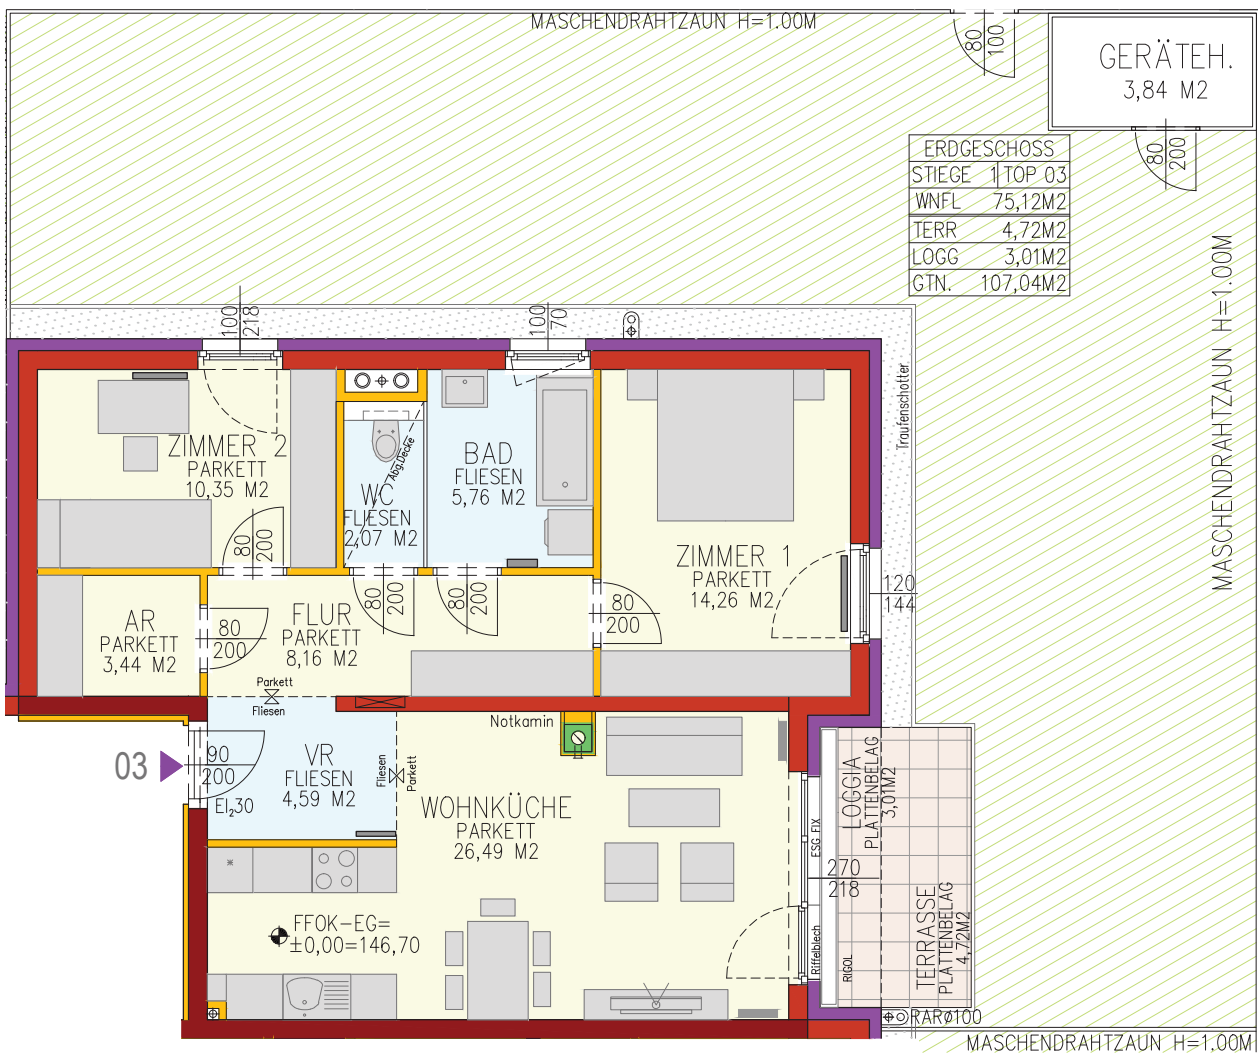 MASCHENDRAHTZAUN H=1.00M
80
100
GERÄTEH.
3,84 M2
80
200
ERDGESCHOSS
STIEGE 1 TOP 03
WNFL 75,12M2
TERR 4,72M2
LOGG 3,01M2
GTN. 107,04M2
MASCHENDRAHTZAUN H=1.00M
100
218
100
70
Traufenschotter
ZIMMER 2
PARKETT
10,35 M2
80
200
WC
FLIESEN
2,07 M2
Abg.Decke
BAD
FLIESEN
5,76 M2
ZIMMER 1
PARKETT
14,26 M2
120
144
AR
PARKETT
3,44 M2
80
200
FLUR
PARKETT
8,16 M2
80
200
80
200
80
200
Parkett
Fliesen
03
90
200
EI₂30
VR
FLIESEN
4,59 M2
Fliesen
Parkett
Notkamin
WOHNKÜCHE
PARKETT
26,49 M2
FFOK-EG=
±0,00=146,70
*
ESG FIX
270
218
Riffelblech
RIGOL
LOGGIA
PLATTENBELAG
3,01M2
TERRASSE
PLATTENBELAG
4,72M2
RARø100
MASCHENDRAHTZAUN H=1.00M